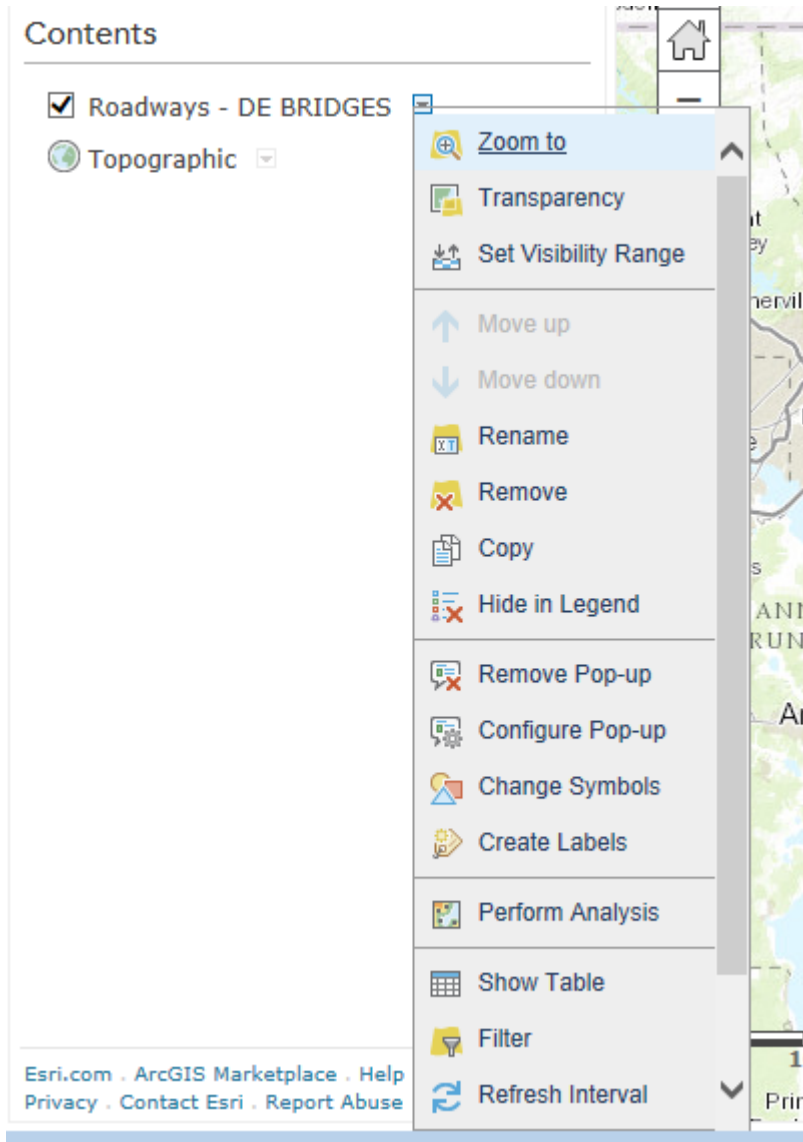 Contents
Roadways - DE BRIDGES
Topographic
Zoom to
Transparency
Set Visibility Range
Move up
Move down
Rename
Remove
Copy
Hide in Legend
Remove Pop-up
Configure Pop-up
Change Symbols
Create Labels
Perform Analysis
Show Table
Filter
Refresh Interval
Esri.com . ArcGIS Marketplace . Help
Privacy . Contact Esri . Report Abuse